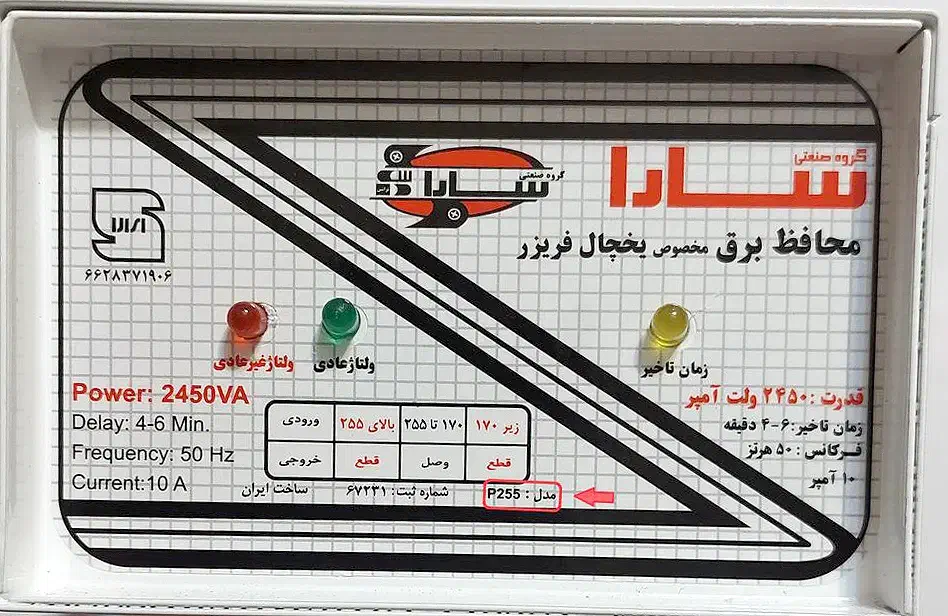 گروه صنعتی
سارا
گروه صنعتی
سارا
محافظ برق مخصوص یخچال فریزر
۶۶۲۸۳۷۱۹۰۶
ولتاژغیرعادی
ولتاژعادی
زمان تاخیر
Power: 2450VA
Delay: 4-6 Min.
Frequency: 50 Hz
Current:10 A
زیر ۱۷۰ ۱۷۰ تا ۲۵۵ بالای ۲۵۵ ورودی
قطع وصل قطع خروجی
مدل : P255 شماره ثبت: ۶۷۲۳۱ ساخت ایران
قدرت :۲۴۵۰ ولت آمپر
زمان تاخیر:۶-۴ دقیقه
فرکانس : ۵۰ هرتز
۱۰ آمپر